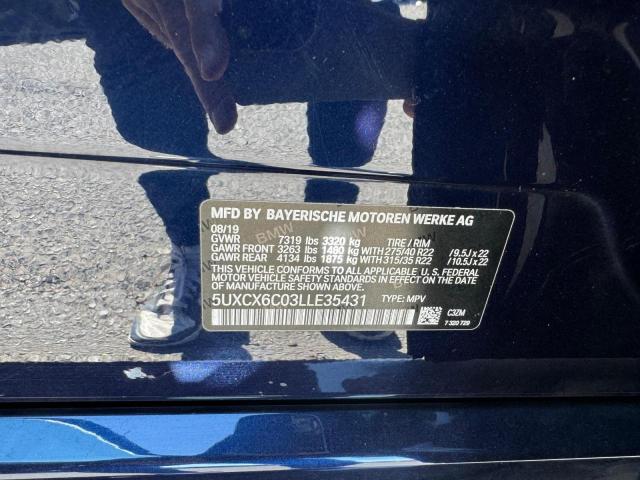 MFD BY BAYERISCHE MOTOREN WERKE AG
08/19
GVWR 7319 lbs 3320 kg TIRE / RIM
GAWR FRONT 3263 lbs 1480 kg WITH 275/40 R22 / 9.5J x 22
GAWR REAR 4134 lbs 1875 kg WITH 315/35 R22 / 10.5J x 22
THIS VEHICLE CONFORMS TO ALL APPLICABLE FEDERAL
MOTOR VEHICLE SAFETY STANDARDS IN EFFECT ON THE DATE
OF MANUFACTURE SHOWN ABOVE.
5UXCX6C03LLE35431 TYPE: MPV
C3ZM
7 320 729